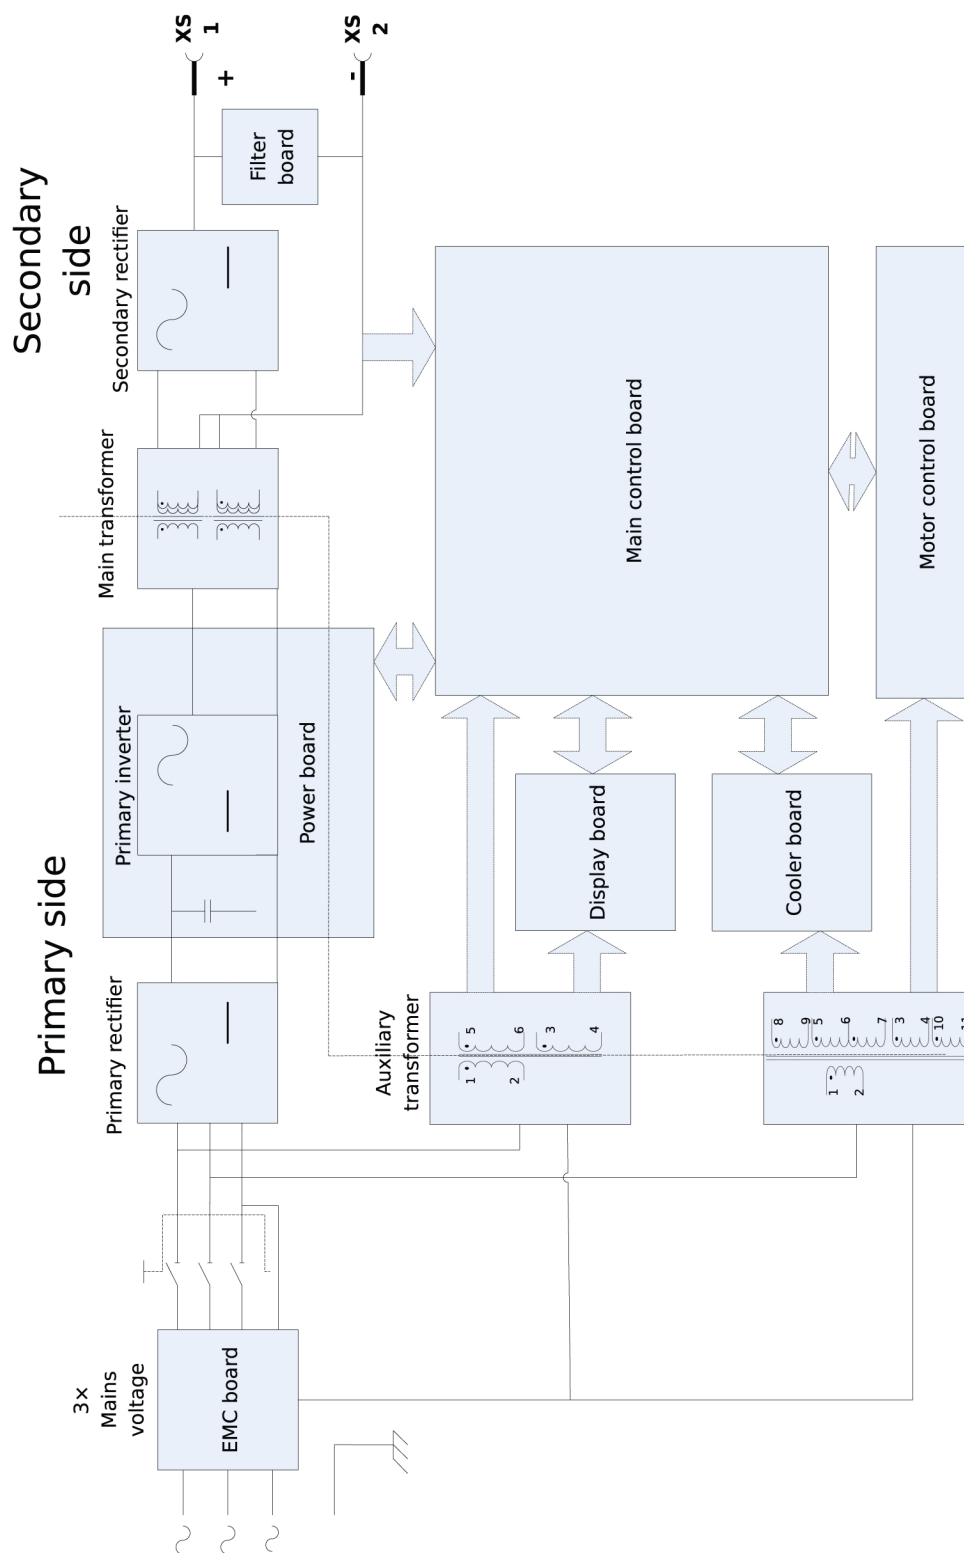 Primary side
Secondary
side
3×
Mains
voltage
EMC board
Primary rectifier
Primary inverter
Power board
Main transformer
Secondary rectifier
Filter
board
+
-
XS
1
XS
2
Auxiliary
transformer
1
2
5
6
3
4
Display board
Cooler board
Main control board
Motor control board
1
2
8
9
5
6
7
3
4
10
11